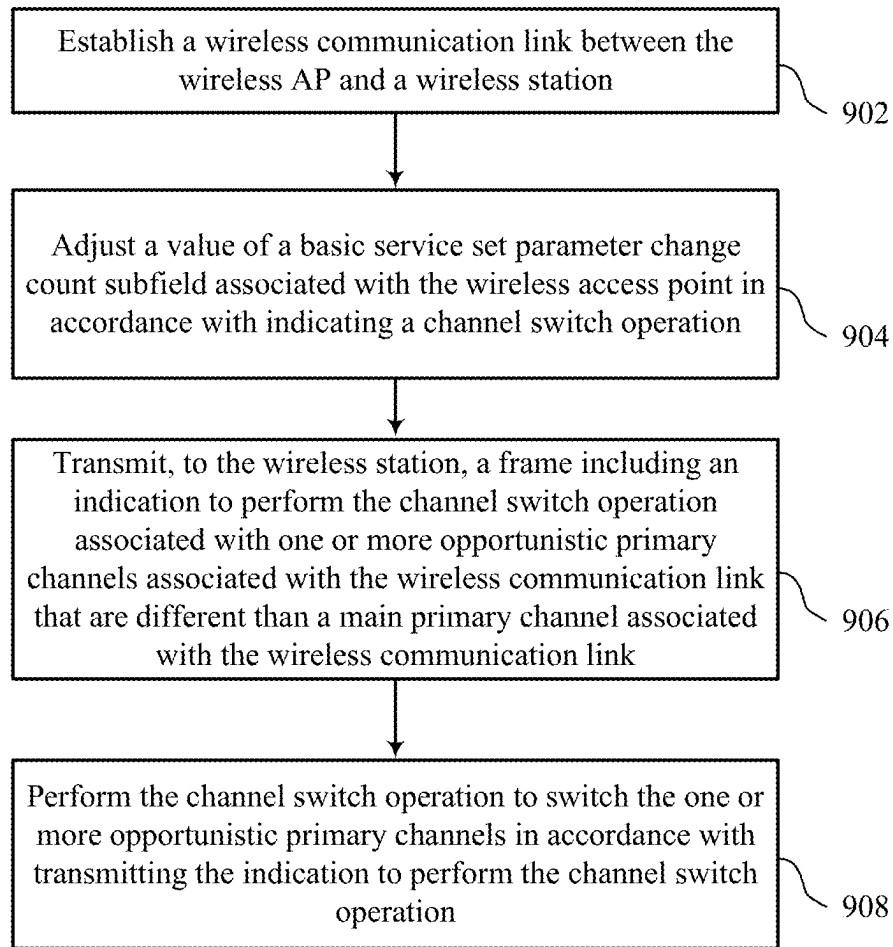 Establish a wireless communication link between the
wireless AP and a wireless station
902
Adjust a value of a basic service set parameter change
count subfield associated with the wireless access point in
accordance with indicating a channel switch operation
904
Transmit, to the wireless station, a frame including an
indication to perform the channel switch operation
associated with one or more opportunistic primary
channels associated with the wireless communication link
that are different than a main primary channel associated
with the wireless communication link
906
Perform the channel switch operation to switch the one or
more opportunistic primary channels in accordance with
transmitting the indication to perform the channel switch
operation
908